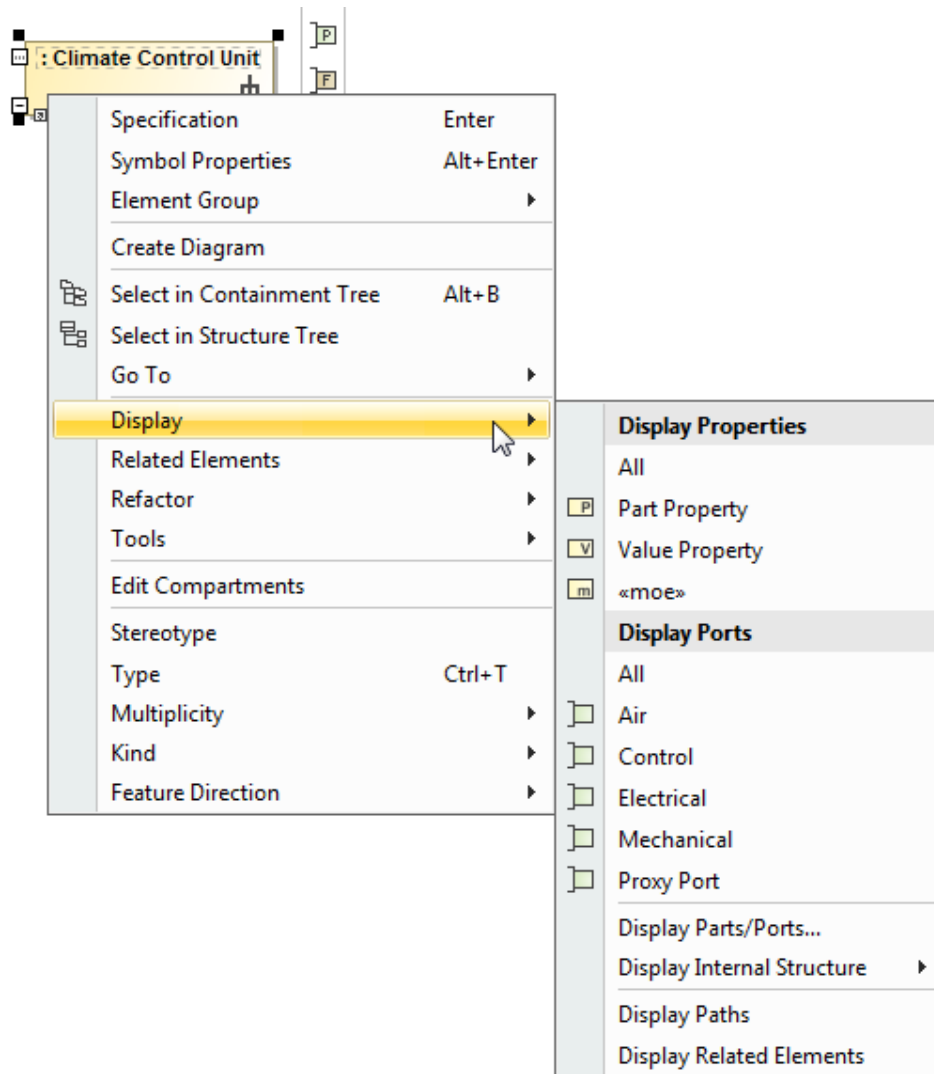 P
: Climate Control Unit
F
Specification Enter
Symbol Properties Alt+Enter
Element Group
Create Diagram
Select in Containment Tree Alt+B
Select in Structure Tree
Go To
Display
Related Elements
Refactor
Tools
Edit Compartments
Stereotype
Type Ctrl+T
Multiplicity
Kind
Feature Direction
Display Properties
All
P Part Property
V Value Property
m «moe»
Display Ports
All
Air
Control
Electrical
Mechanical
Proxy Port
Display Parts/Ports...
Display Internal Structure
Display Paths
Display Related Elements